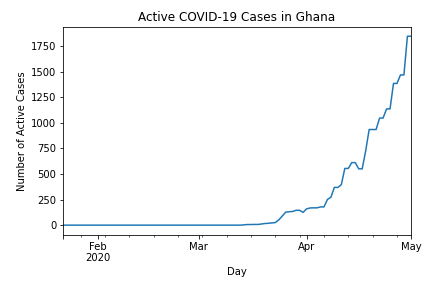 Active COVID-19 Cases in Ghana
Number of Active Cases
1750
1500
1250
1000
750
500
250
0
Feb
2020
Mar
Apr
May
Day